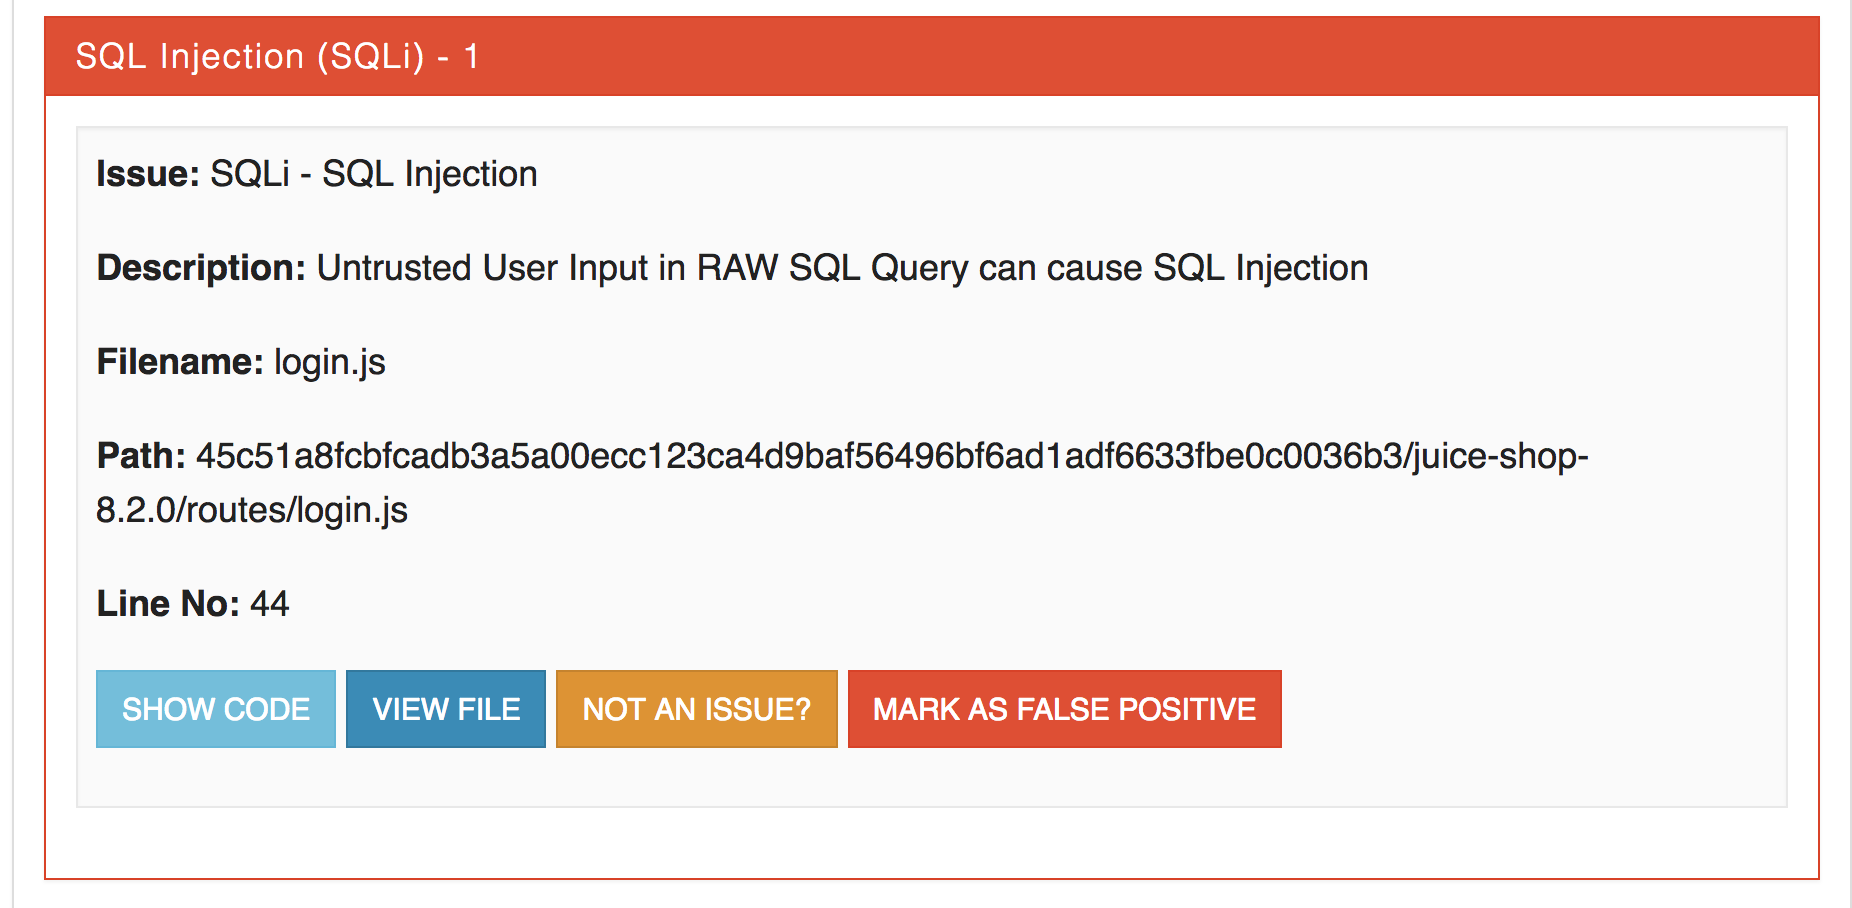 SQL Injection (SQLi) - 1
Issue: SQLi - SQL Injection
Description: Untrusted User Input in RAW SQL Query can cause SQL Injection
Filename: login.js
Path: 45c51a8fcbfcadb3a5a00ecc123ca4d9baf56496bf6ad1adf6633fbe0c0036b3/juice-shop-
8.2.0/routes/login.js
Line No: 44
SHOW CODE VIEW FILE NOT AN ISSUE? MARK AS FALSE POSITIVE